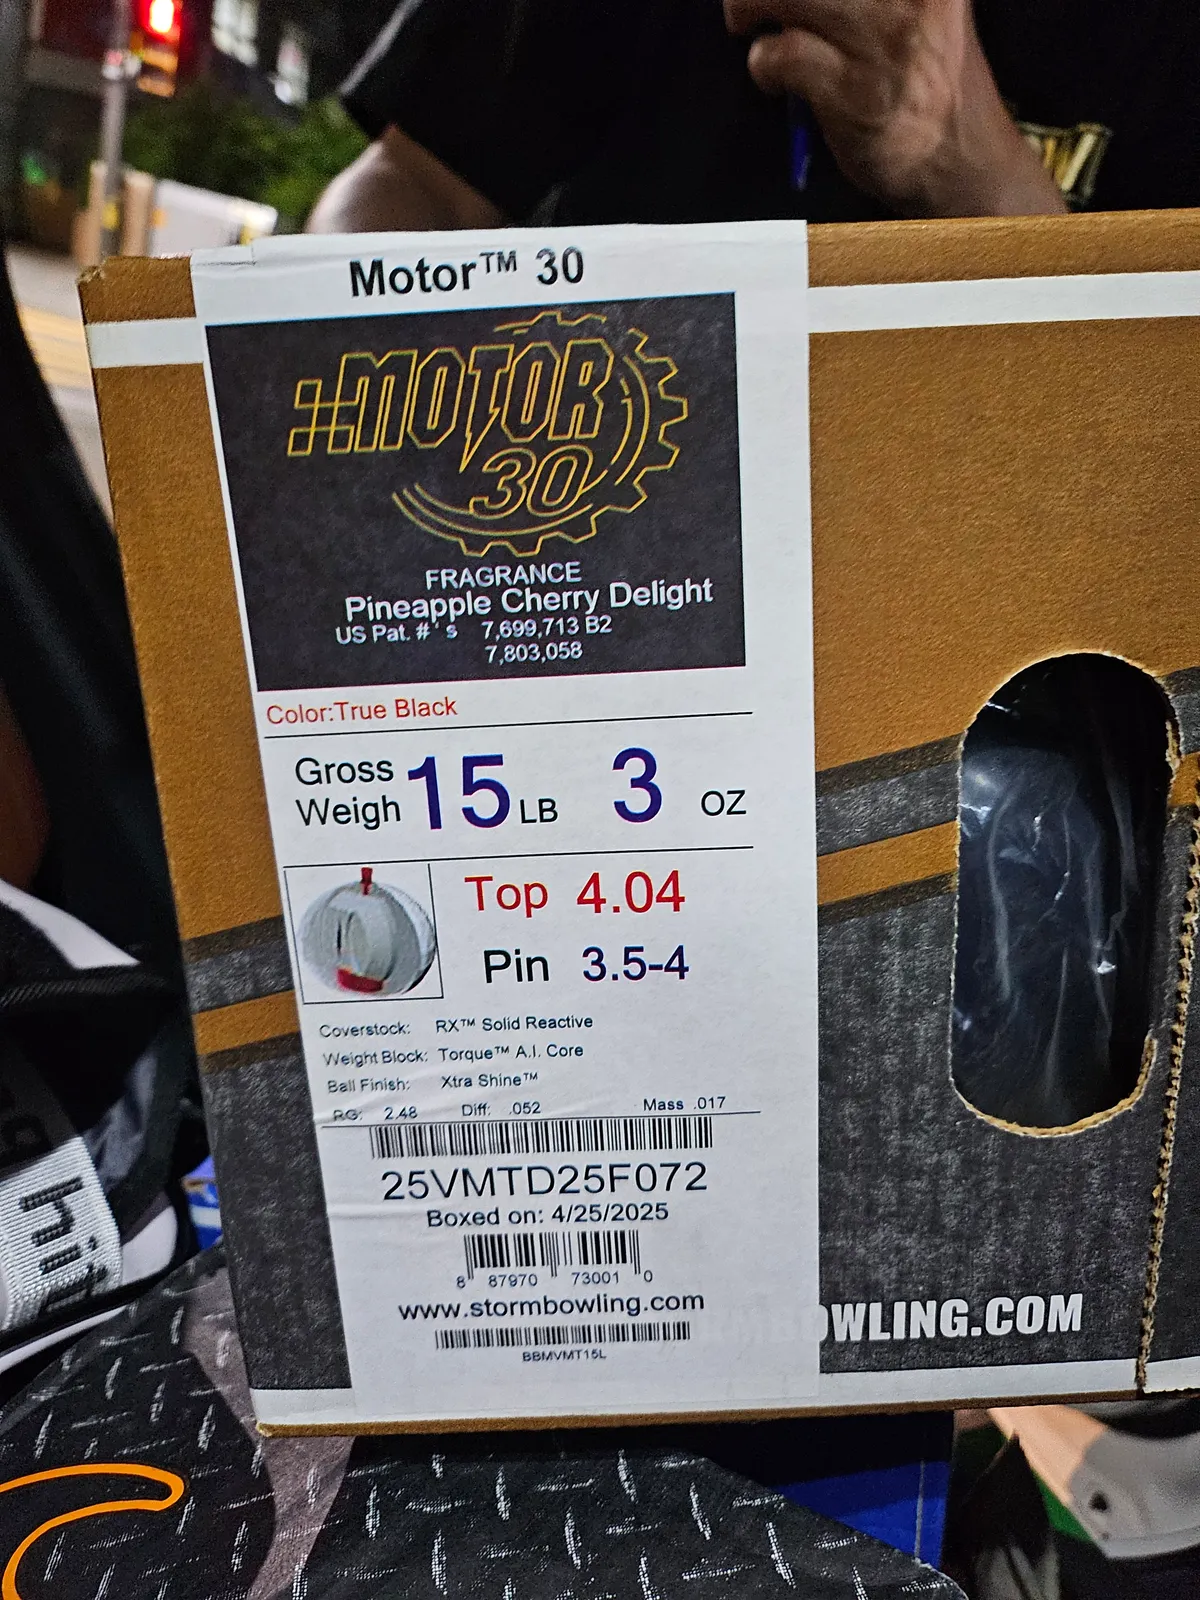 Motor™ 30
MOTOR
30
FRAGRANCE
Pineapple Cherry Delight
US Pat. #'s 7,699,713 B2
7,803,058
Color:True Black
Gross
Weigh
15 LB 3 OZ
Top 4.04
Pin 3.5-4
Coverstock: RX™ Solid Reactive
Weight Block: Torque™ A.I. Core
Ball Finish: Xtra Shine™
RG: 2.48 Diff: .052 Mass .017
25VMTD25F072
Boxed on: 4/25/2025
8 87970 73001 0
www.stormbowling.com
BBMVMT15L
OWLING.COM